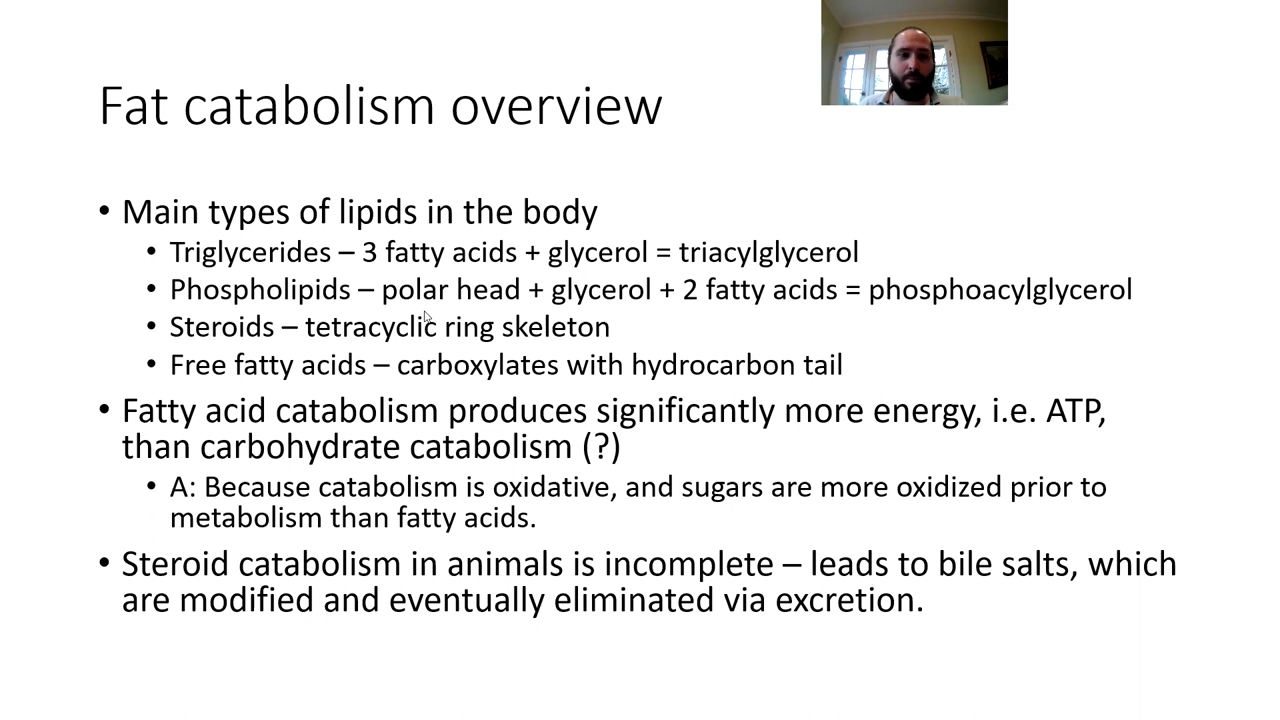 Fat catabolism overview
• Main types of lipids in the body
• Triglycerides – 3 fatty acids + glycerol = triacylglycerol
• Phospholipids – polar head + glycerol + 2 fatty acids = phosphoacylglycerol
• Steroids – tetracyclic ring skeleton
• Free fatty acids – carboxylates with hydrocarbon tail
• Fatty acid catabolism produces significantly more energy, i.e. ATP,
than carbohydrate catabolism (?)
• A: Because catabolism is oxidative, and sugars are more oxidized prior to
metabolism than fatty acids.
• Steroid catabolism in animals is incomplete – leads to bile salts, which
are modified and eventually eliminated via excretion.